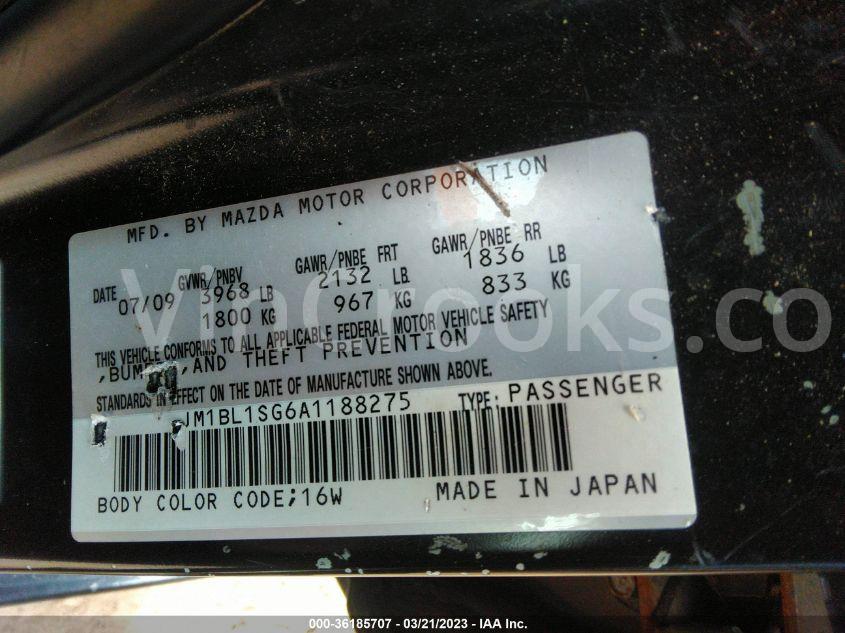 MFD. BY MAZDA MOTOR CORPORATION
DATE GVWR/PNBV GAWR/PNBE FRT GAWR/PNBE RR
07/09 3968 LB 2132 LB 1836 LB
1800 KG 967 KG 833 KG
THIS VEHICLE CONFORMS TO ALL APPLICABLE FEDERAL MOTOR VEHICLE SAFETY
, AND THEFT PREVENTION
STANDARDS IN EFFECT ON THE DATE OF MANUFACTURE SHOWN ABOVE.
JM1BL1SG6A1188275 TYPE: PASSENGER
BODY COLOR CODE;16W MADE IN JAPAN
VinCrooks.co
000-36185707 - 03/21/2023 - © IAA Inc.